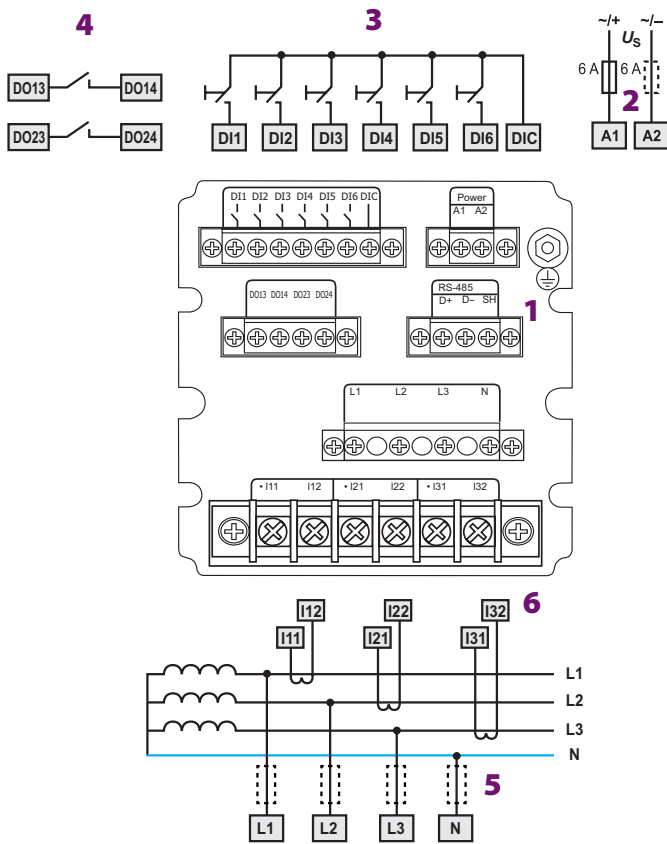 4
3
~/+ ~/–
US
6 A 6 A
2
DO13 DO14
DO23 DO24
DI1 DI2 DI3 DI4 DI5 DI6 DIC
A1 A2
DI1 DI2 DI3 DI4 DI5 DI6 DIC
Power
A1 A2
DO13 DO14 DO23 DO24
RS-485
D+ D– SH
1
L1 L2 L3 N
• I11 I12 • I21 I22 • I31 I32
6
I12 I22 I32
I11 I21 I31
L1
L2
L3
N
5
L1 L2 L3 N